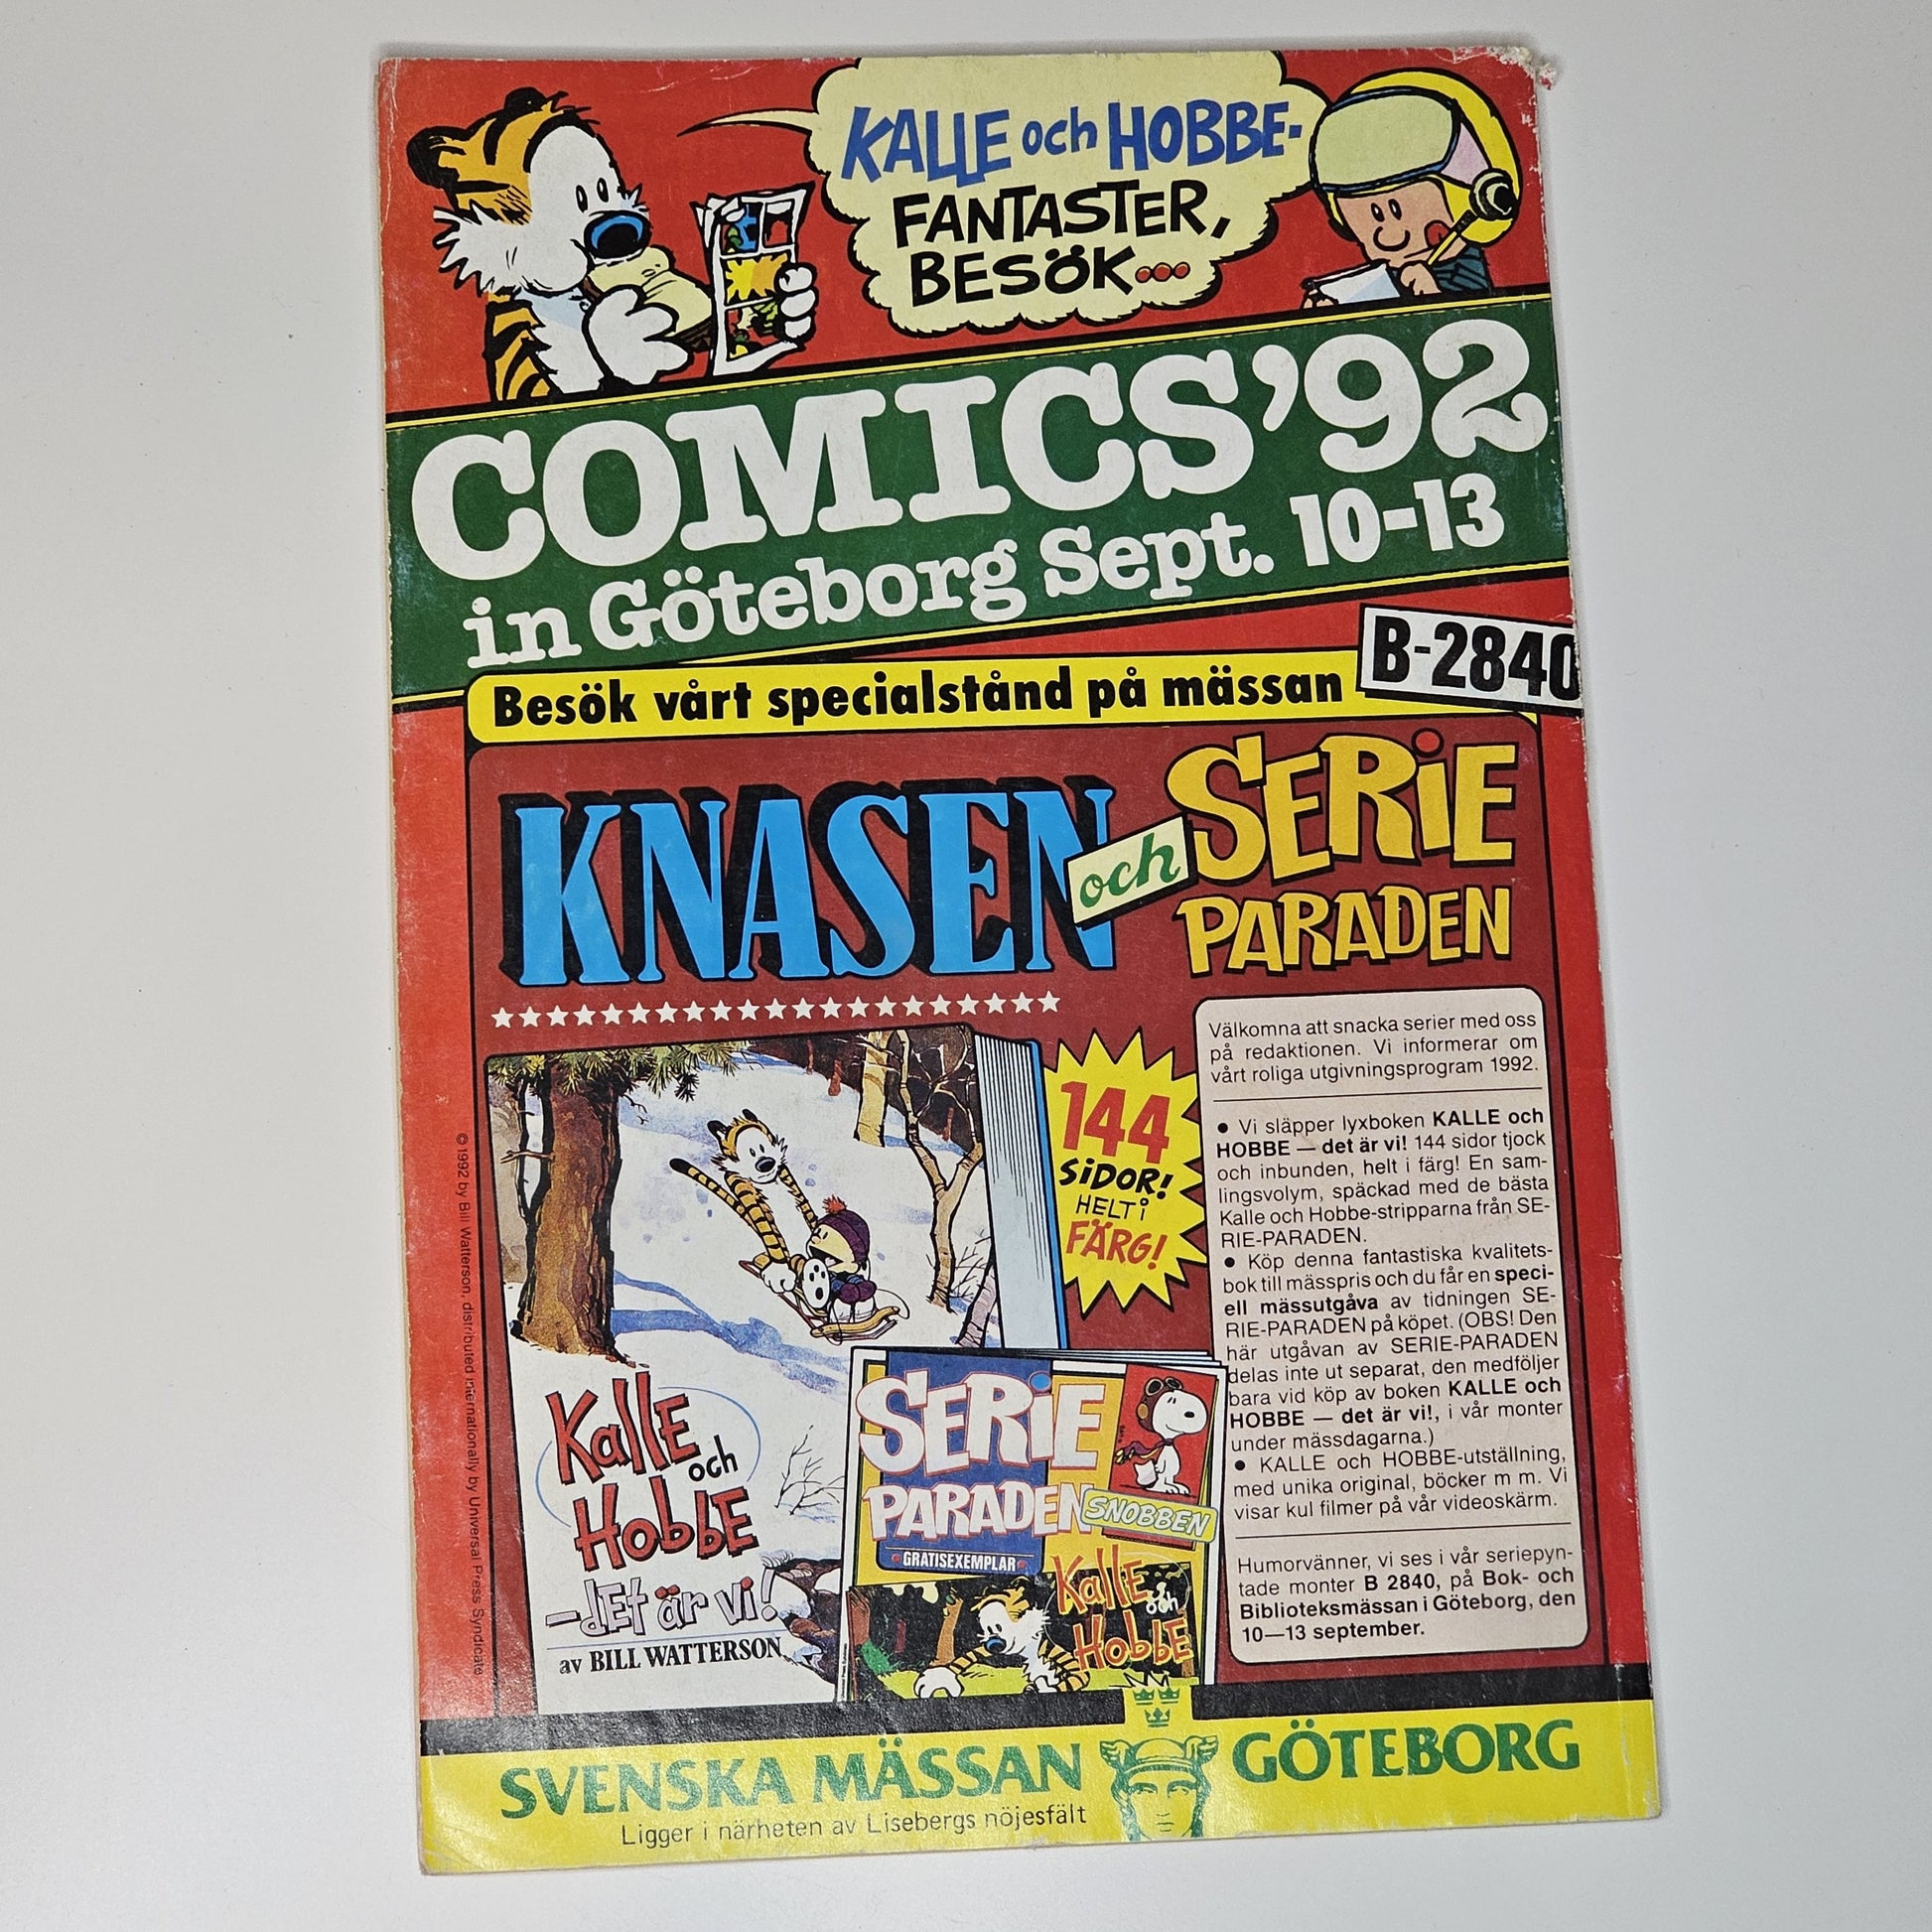 KALLE och HOBBE-
FANTASTER,
BESÖK...
COMICS '92
in Göteborg Sept. 10-13
B-2840
Besök vårt specialstånd på mässan
KNASEN
och
SERIE
PARADEN
144
SIDOR!
HELT i
FÄRG!
Kalle
och
Hobbe
-det är vi!
av BILL WATTERSON
SERIE
PARADEN
SNOBBEN
GRATISEXEMPLAR
Kalle
och
Hobbe
Välkomna att snacka serier med oss
på redaktionen. Vi informerar om
vårt roliga utgivningsprogram 1992.
● Vi släpper lyxboken KALLE och
HOBBE — det är vi! 144 sidor tjock
och inbunden, helt i färg! En sam-
lingsvolym, späckad med de bästa
Kalle och Hobbe-stripparna från SE-
RIE-PARADEN.
● Köp denna fantastiska kvalitets-
bok till mässpris och du får en speci-
ell mässutgåva av tidningen SE-
RIE-PARADEN på köpet. (OBS! Den
här utgåvan av SERIE-PARADEN
delas inte ut separat, den medföljer
bara vid köp av boken KALLE och
HOBBE — det är vi!, i vår monter
under mässdagarna.)
● KALLE och HOBBE-utställning,
med unika original, böcker m m. Vi
visar kul filmer på vår videoskärm.
Humorvänner, vi ses i vår seriepyn-
tade monter B 2840, på Bok- och
Biblioteksmässan i Göteborg, den
10—13 september.
© 1992 by Bill Watterson, distributed internationally by Universal Press Syndicate
SVENSKA MÄSSAN GÖTEBORG
Ligger i närheten av Lisebergs nöjesfält